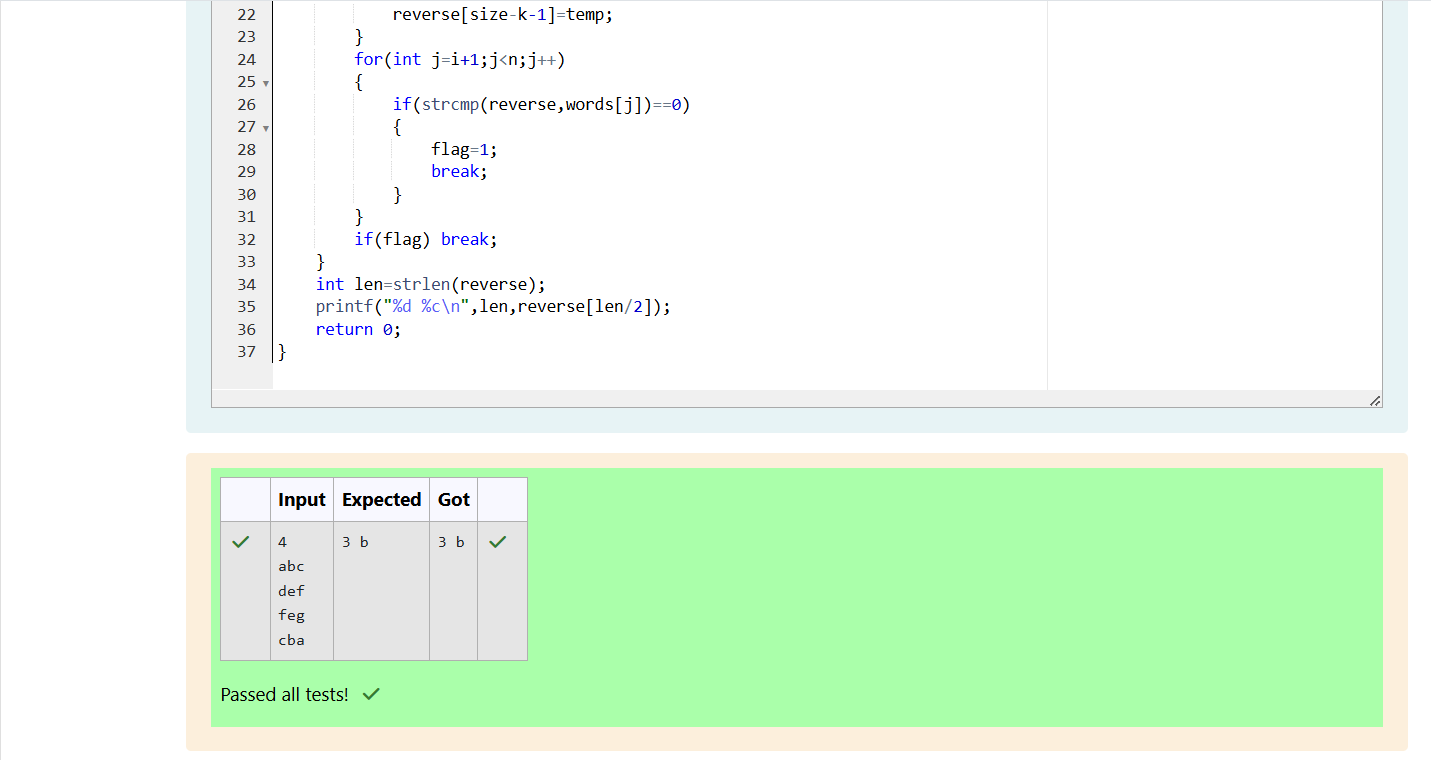 22 reverse[size-k-1]=temp;
23 }
24 for(int j=i+1;j<n;j++)
25 {
26 if(strcmp(reverse,words[j])==0)
27 {
28 flag=1;
29 break;
30 }
31 }
32 if(flag) break;
33 }
34 int len=strlen(reverse);
35 printf("%d %c\n",len,reverse[len/2]);
36 return 0;
37 }
Input Expected Got
4 3 b 3 b
abc
def
feg
cba
Passed all tests!